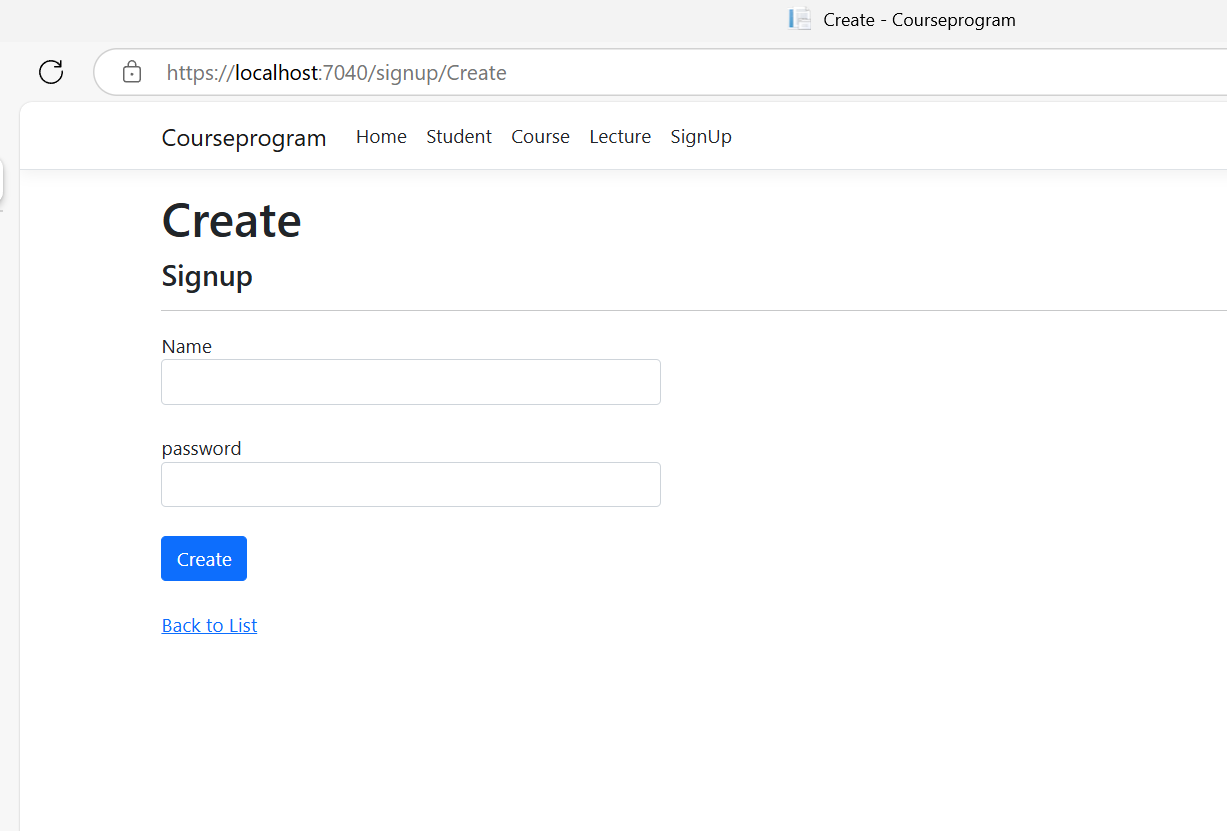 Create - Courseprogram
https://localhost:7040/signup/Create
Courseprogram Home Student Course Lecture SignUp
Create
Signup
Name
password
Create
Back to List